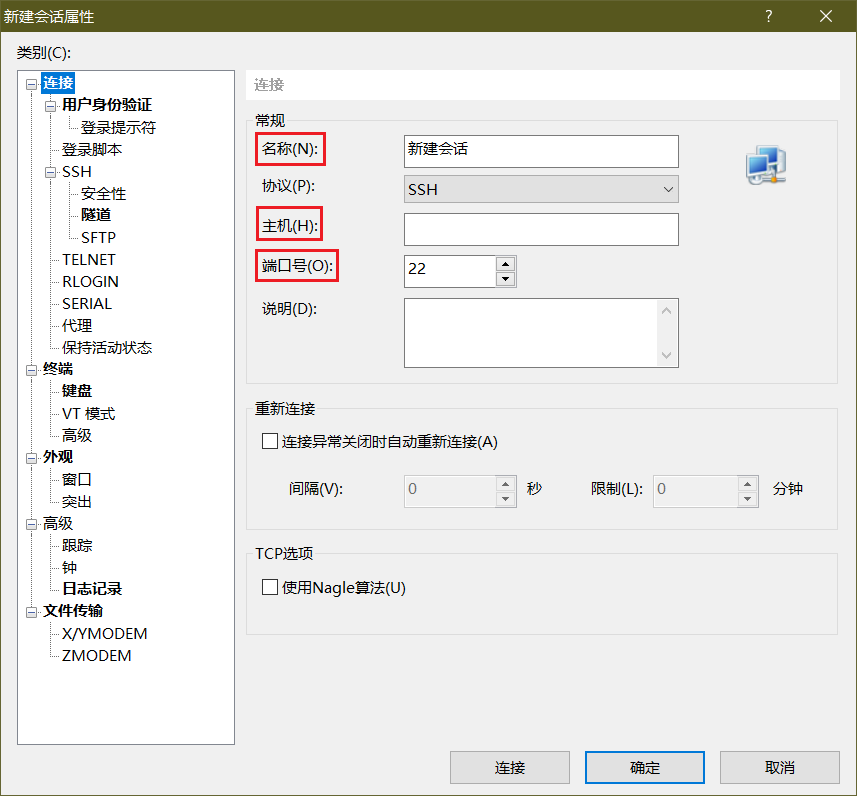 新建会话属性
?
类别(C):
连接
用户身份验证
登录提示符
登录脚本
SSH
安全性
隧道
SFTP
TELNET
RLOGIN
SERIAL
代理
保持活动状态
终端
键盘
VT 模式
高级
外观
窗口
突出
高级
跟踪
钟
日志记录
文件传输
X/YMODEM
ZMODEM
连接
常规
名称(N): 新建会话
协议(P): SSH
主机(H):
端口号(O): 22
说明(D):
重新连接
连接异常关闭时自动重新连接(A)
间隔(V): 0 秒 限制(L): 0 分钟
TCP选项
使用Nagle算法(U)
连接 确定 取消